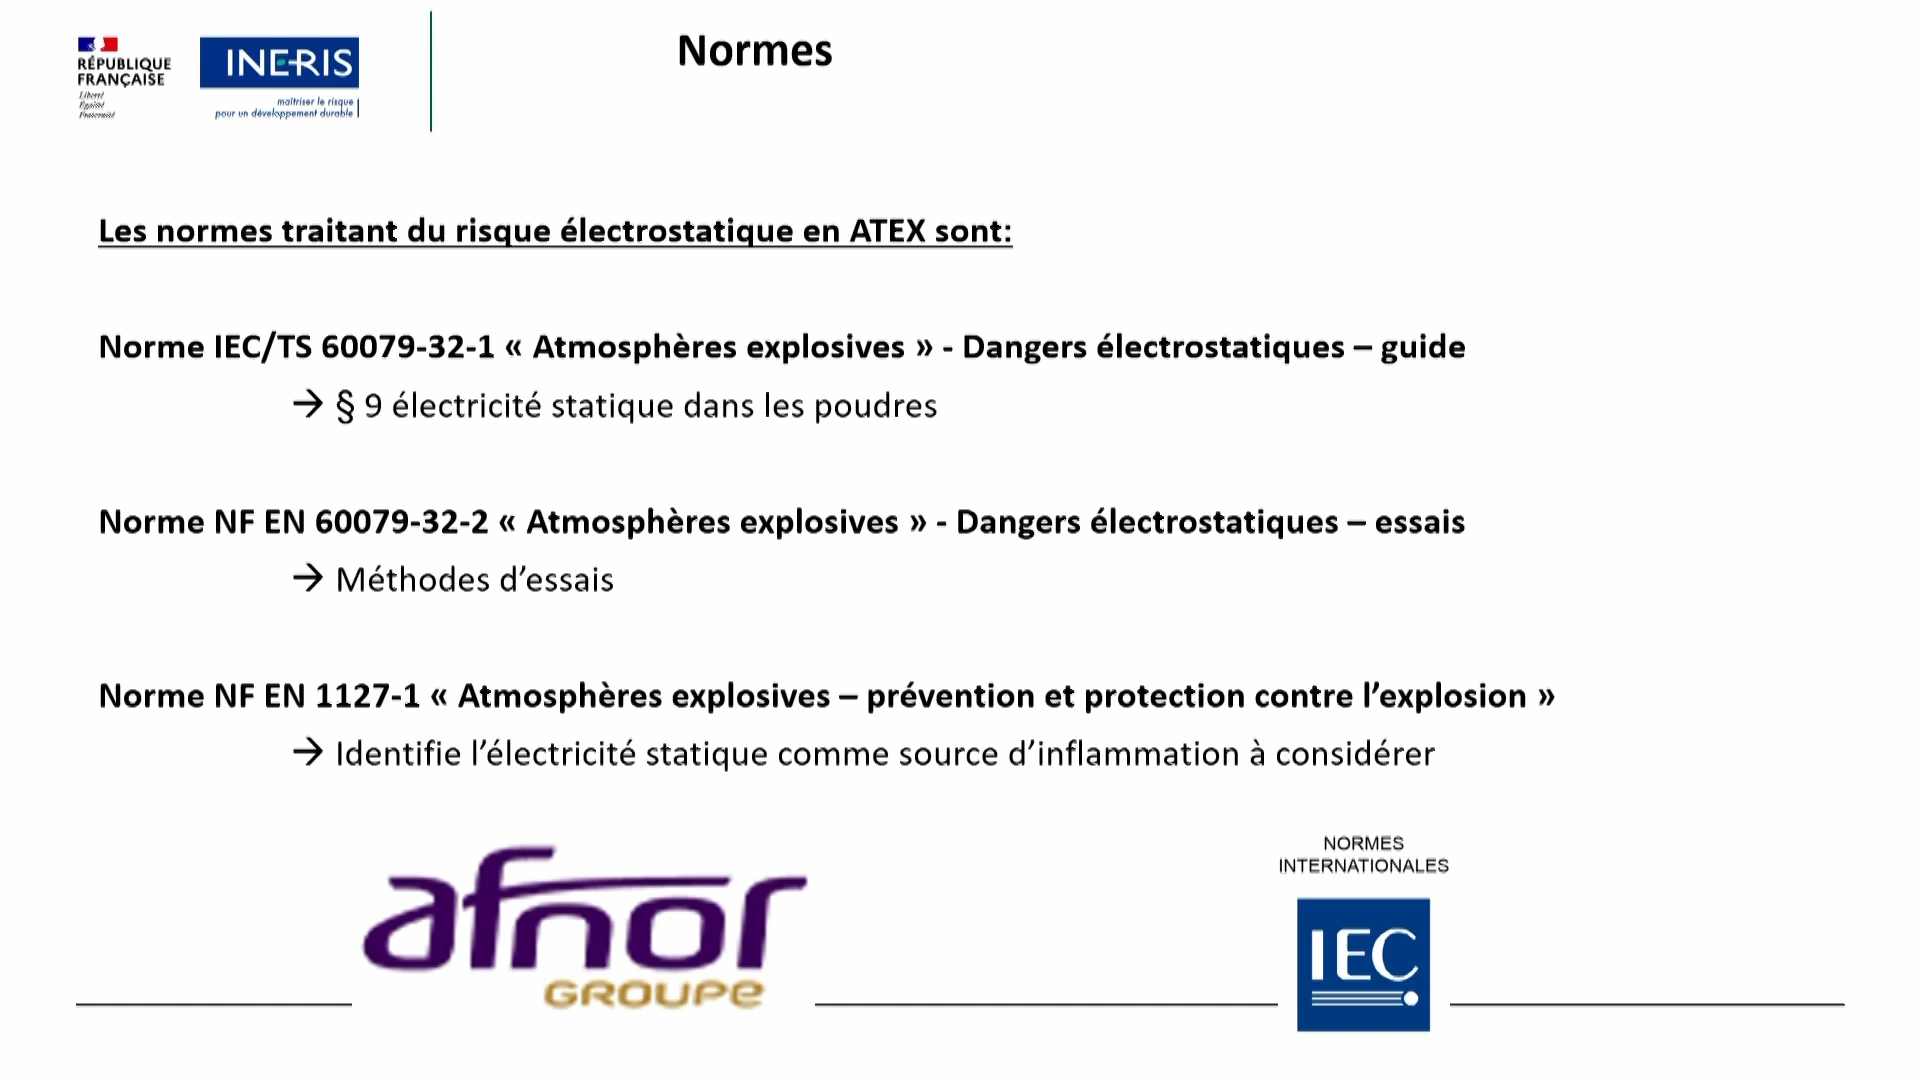 RÉPUBLIQUE
FRANÇAISE
Liberté
Égalité
Fraternité
INERIS
maîtriser le risque
pour un développement durable
Normes
Les normes traitant du risque électrostatique en ATEX sont:
Norme IEC/TS 60079-32-1 « Atmosphères explosives » - Dangers électrostatiques – guide
→ § 9 électricité statique dans les poudres
Norme NF EN 60079-32-2 « Atmosphères explosives » - Dangers électrostatiques – essais
→ Méthodes d’essais
Norme NF EN 1127-1 « Atmosphères explosives – prévention et protection contre l’explosion »
→ Identifie l’électricité statique comme source d’inflammation à considérer
afnor
GROUPE
NORMES
INTERNATIONALES
IEC